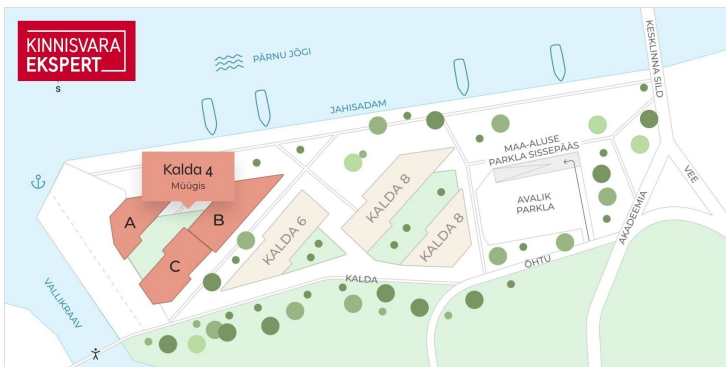 KINNISVARA
EKSPERT
S
PÄRNU JÕGI
JAHISADAM
KESKLINNA SILD
MAA-ALUSE
PARKLA SISSEPÄÄS
Kalda 4
Müügis
A
B
C
KALDA 6
KALDA 8
KALDA 8
AVALIK
PARKLA
VEE
AKADEEMIA
ÕHTU
KALDA
VALLIKRAAV